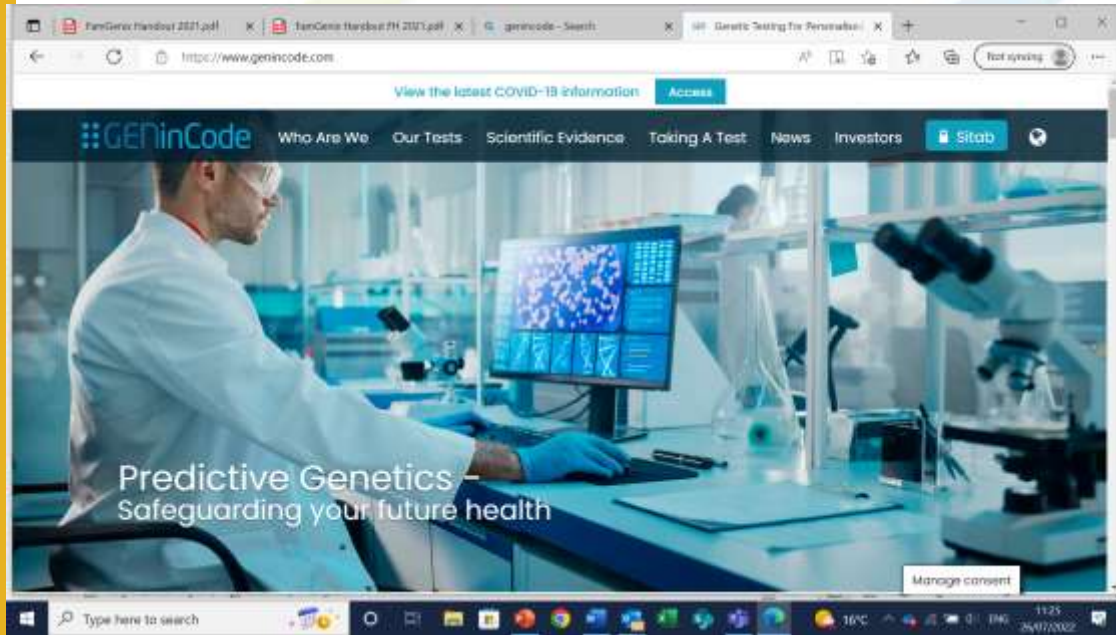 FamGenix Handout 2021.pdf
FamGenix Handout FH 2021.pdf
genincode - Search
Genetic Testing For Personalise
https://www.genincode.com
Not syncing
View the latest COVID-19 information
Access
GENinCode
Who Are We
Our Tests
Scientific Evidence
Taking A Test
News
Investors
Sitab
Predictive Genetics -
Safeguarding your future health
Manage consent
Type here to search
16°C
ENG
11:25
26/07/2022